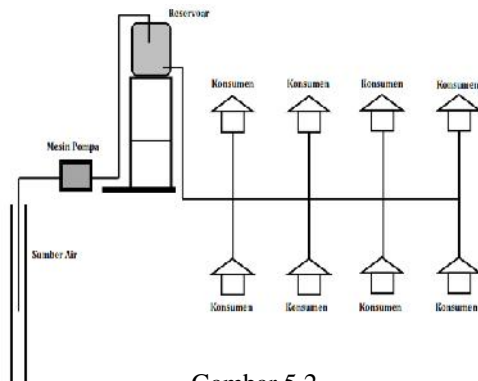 Reservoar
Konsumen
Konsumen
Konsumen
Konsumen
Mesin Pompa
Sumber Air
Konsumen
Konsumen
Konsumen
Konsumen
Gambar 5.2